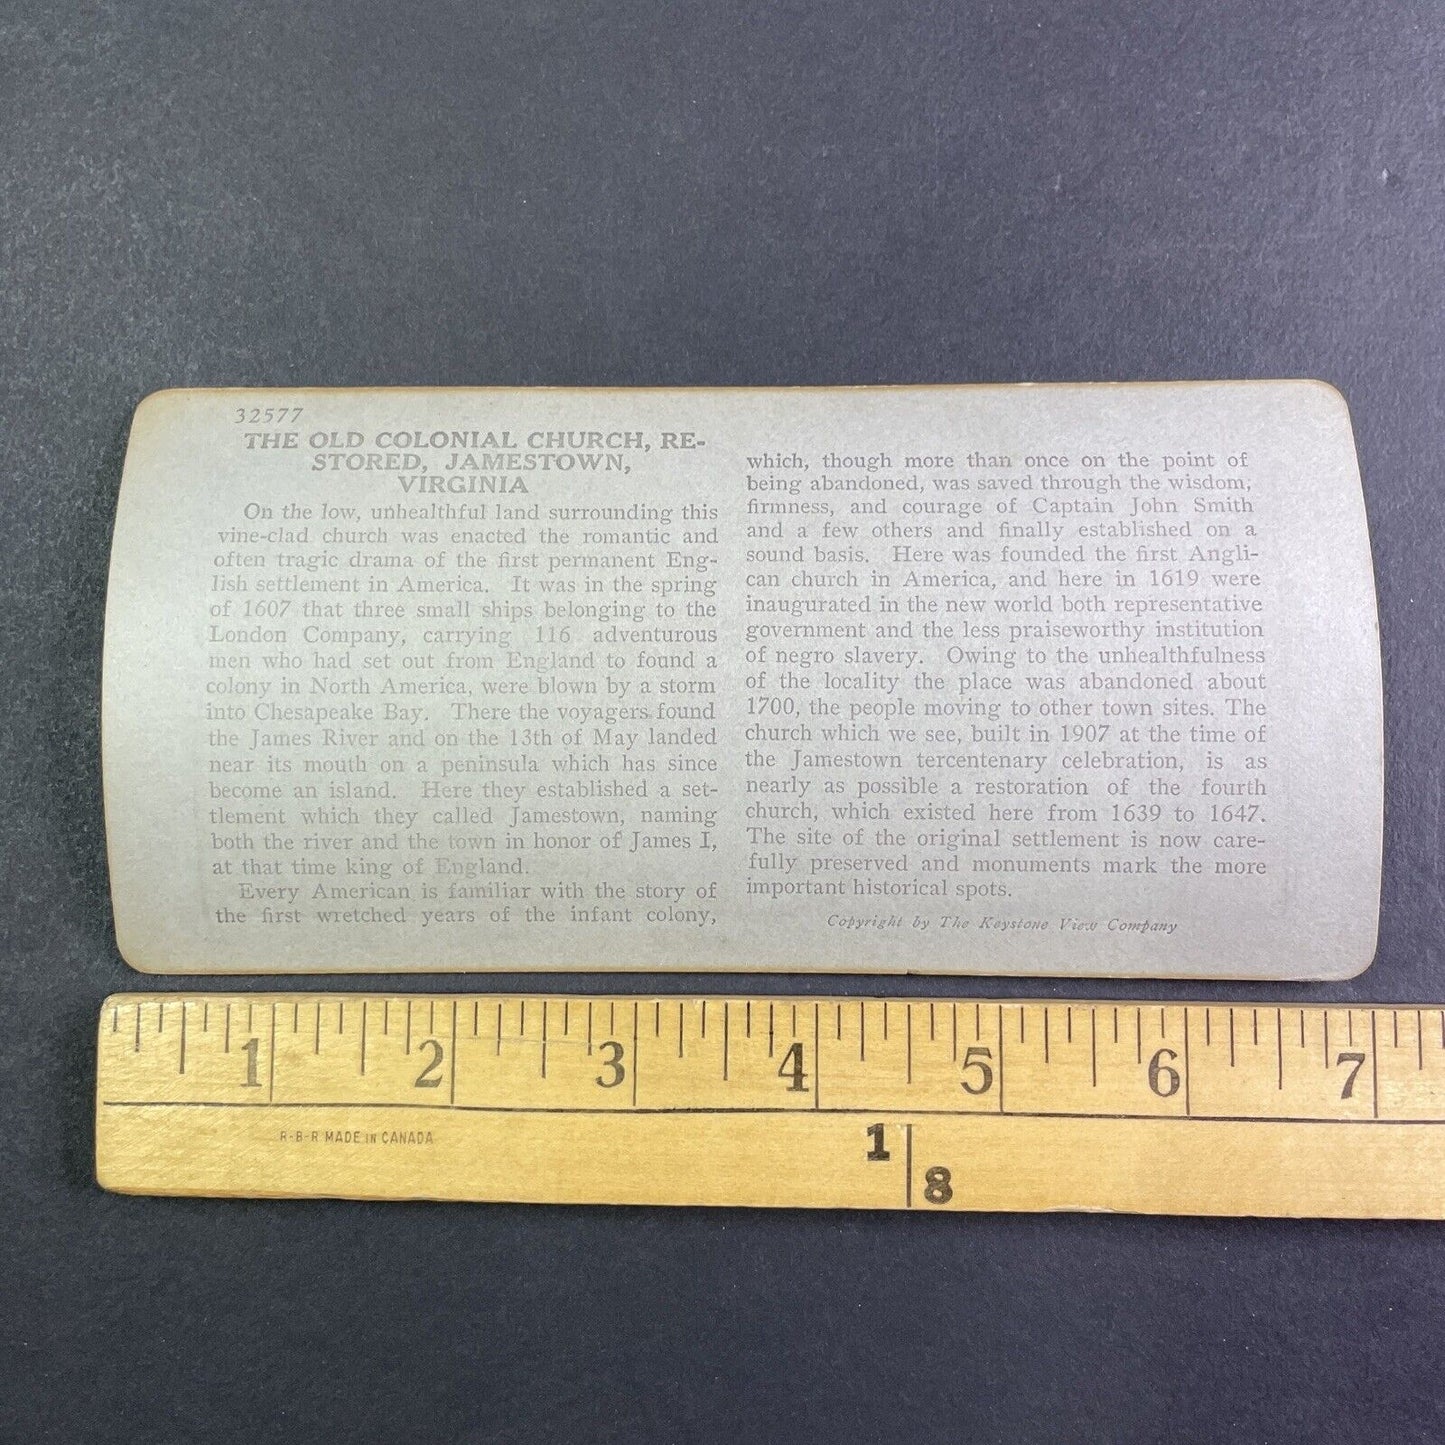 32577
THE OLD COLONIAL CHURCH, RE-
STORED, JAMESTOWN,
VIRGINIA
On the low, unhealthful land surrounding this
vine-clad church was enacted the romantic and
often tragic drama of the first permanent Eng-
lish settlement in America. It was in the spring
of 1607 that three small ships belonging to the
London Company, carrying 116 adventurous
men who had set out from England to found a
colony in North America, were blown by a storm
into Chesapeake Bay. There the voyagers found
the James River and on the 13th of May landed
near its mouth on a peninsula which has since
become an island. Here they established a set-
tlement which they called Jamestown, naming
both the river and the town in honor of James I,
at that time king of England.
Every American is familiar with the story of
the first wretched years of the infant colony,
which, though more than once on the point of
being abandoned, was saved through the wisdom,
firmness, and courage of Captain John Smith
and a few others and finally established on a
sound basis. Here was founded the first Angli-
can church in America, and here in 1619 were
inaugurated in the new world both representative
government and the less praiseworthy institution
of negro slavery. Owing to the unhealthfulness
of the locality the place was abandoned about
1700, the people moving to other town sites. The
church which we see, built in 1907 at the time of
the Jamestown tercentenary celebration, is as
nearly as possible a restoration of the fourth
church, which existed here from 1639 to 1647.
The site of the original settlement is now care-
fully preserved and monuments mark the more
important historical spots.
Copyright by The Keystone View Company
1 2 3 4 5 6 7
R-B-R MADE IN CANADA
1
8